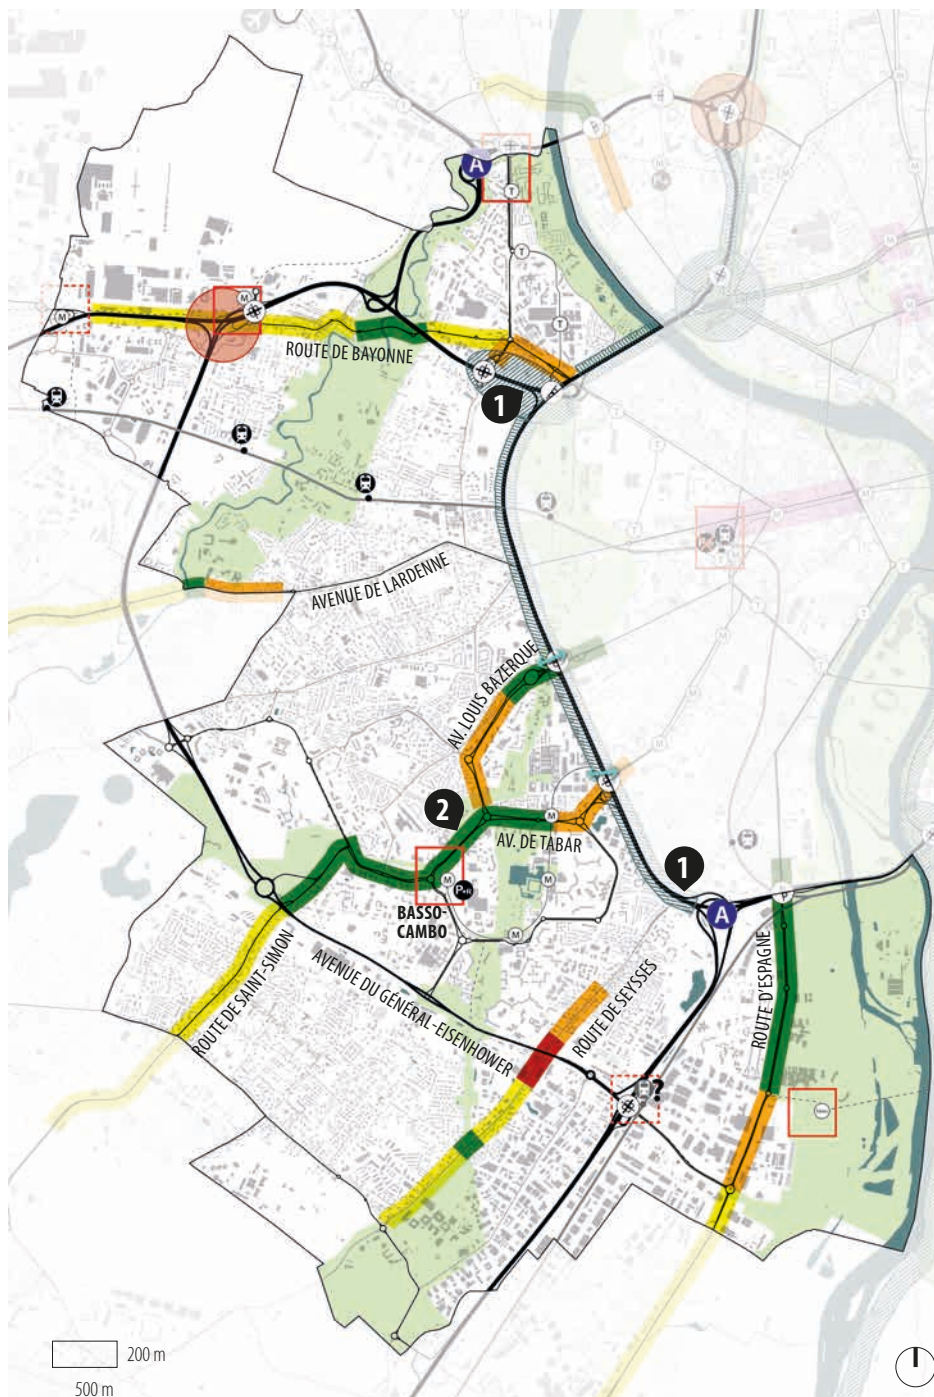 A
T
T
M
T
M
ROUTE DE BAYONNE
1
AVENUE DE LARDENNE
AV. LOUIS BAZERQUE
2
AV. DE TABAR
M
M
P+R
M
1
BASSO-
CAMBO
M
A
ROUTE DE SAINT-SIMON
AVENUE DU GÉNÉRAL-EISENHOWER
ROUTE DE SEYSSES
ROUTE D'ESPAGNE
?
200 m
500 m